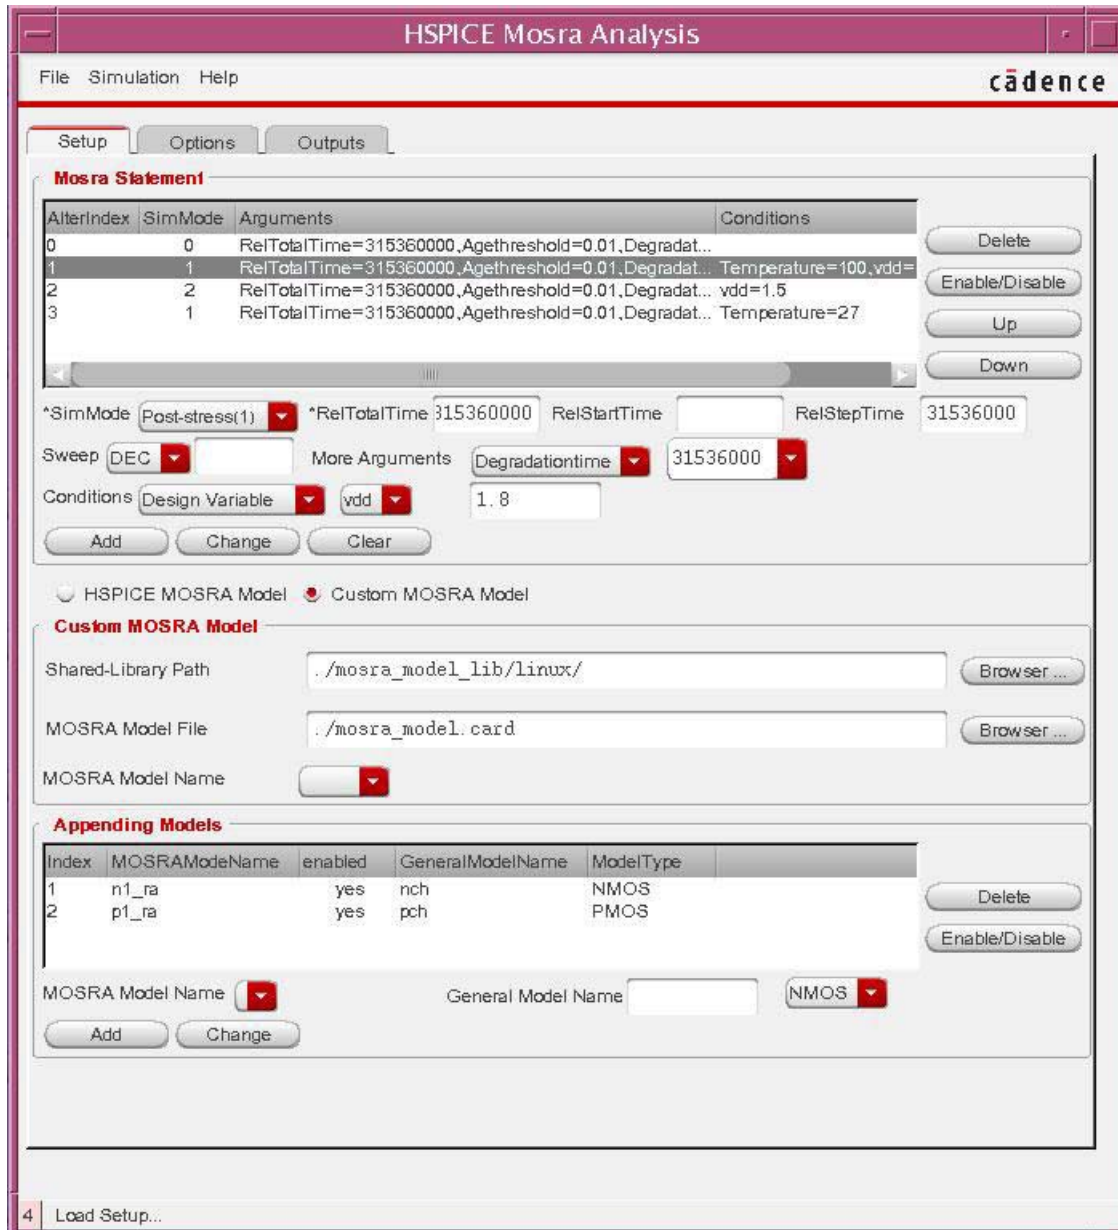 HSPICE Mosra Analysis
File Simulation Help
cādence
Setup Options Outputs
Mosra Statement
AlterIndex SimMode Arguments Conditions
0 0 RelTotalTime=315360000,Agethreshold=0.01,Degradat...
1 1 RelTotalTime=315360000,Agethreshold=0.01,Degradat... Temperature=100,vdd=
2 2 RelTotalTime=315360000,Agethreshold=0.01,Degradat... vdd=1.5
3 1 RelTotalTime=315360000,Agethreshold=0.01,Degradat... Temperature=27
Delete
Enable/Disable
Up
Down
*SimMode Post-stress(1) *RelTotalTime 315360000 RelStartTime RelStepTime 31536000
Sweep DEC More Arguments Degradationtime 31536000
Conditions Design Variable vdd 1.8
Add Change Clear
HSPICE MOSRA Model Custom MOSRA Model
Custom MOSRA Model
Shared-Library Path ./mosra_model_lib/linux/ Browser ...
MOSRA Model File ./mosra_model.card Browser ...
MOSRA Model Name
Appending Models
Index MOSRAModeName enabled GeneralModelName ModelType
1 n1_ra yes nch NMOS
2 p1_ra yes pch PMOS
Delete
Enable/Disable
MOSRA Model Name General Model Name NMOS
Add Change
4 Load Setup...